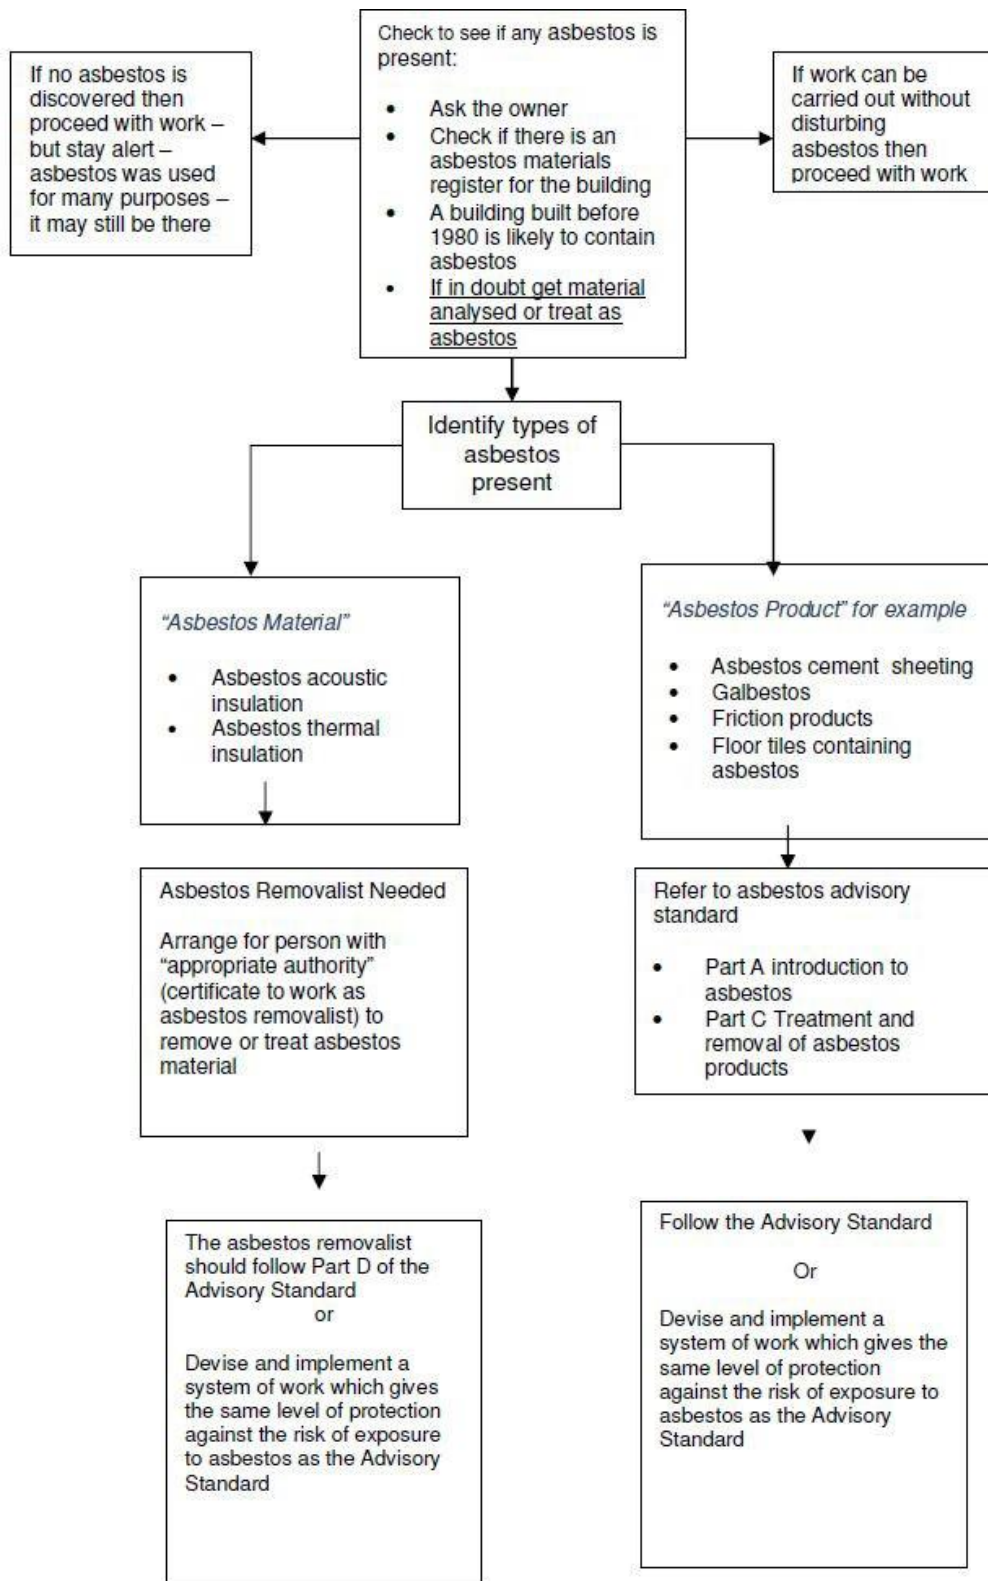 Check to see if any asbestos is
present:
• Ask the owner
• Check if there is an
asbestos materials
register for the building
• A building built before
1980 is likely to contain
asbestos
• If in doubt get material
analysed or treat as
asbestos
If no asbestos is
discovered then
proceed with work –
but stay alert –
asbestos was used
for many purposes –
it may still be there
If work can be
carried out without
disturbing
asbestos then
proceed with work
Identify types of
asbestos
present
“Asbestos Material”
• Asbestos acoustic
insulation
• Asbestos thermal
insulation
“Asbestos Product” for example
• Asbestos cement sheeting
• Galbestos
• Friction products
• Floor tiles containing
asbestos
Asbestos Removalist Needed
Arrange for person with
“appropriate authority”
(certificate to work as
asbestos removalist) to
remove or treat asbestos
material
Refer to asbestos advisory
standard
• Part A introduction to
asbestos
• Part C Treatment and
removal of asbestos
products
The asbestos removalist
should follow Part D of the
Advisory Standard
or
Devise and implement a
system of work which gives
the same level of protection
against the risk of exposure
to asbestos as the Advisory
Standard
Follow the Advisory Standard
Or
Devise and implement a
system of work which gives the
same level of protection
against the risk of exposure to
asbestos as the Advisory
Standard